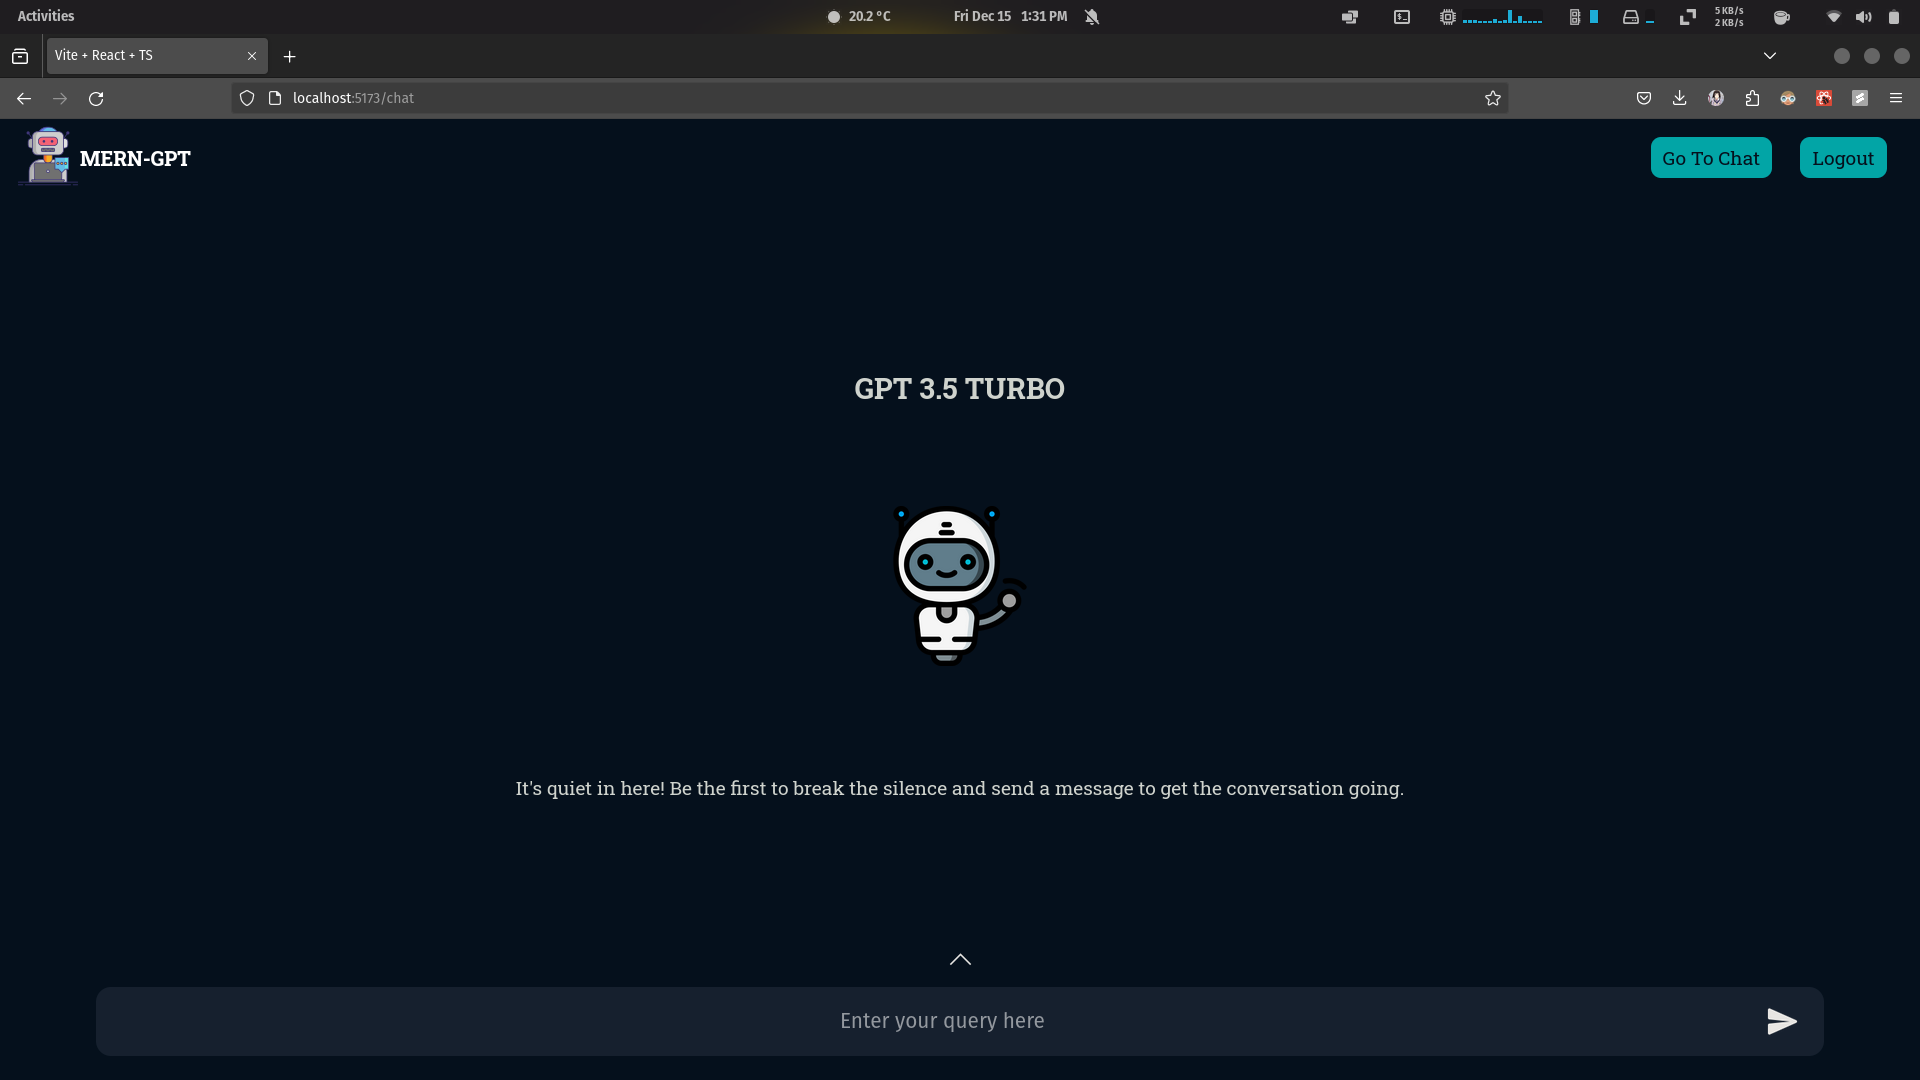 Activities
20.2 °C
Fri Dec 15 1:31 PM
5 KB/s
2 KB/s
Vite + React + TS
localhost:5173/chat
MERN-GPT
Go To Chat
Logout
GPT 3.5 TURBO
It's quiet in here! Be the first to break the silence and send a message to get the conversation going.
Enter your query here